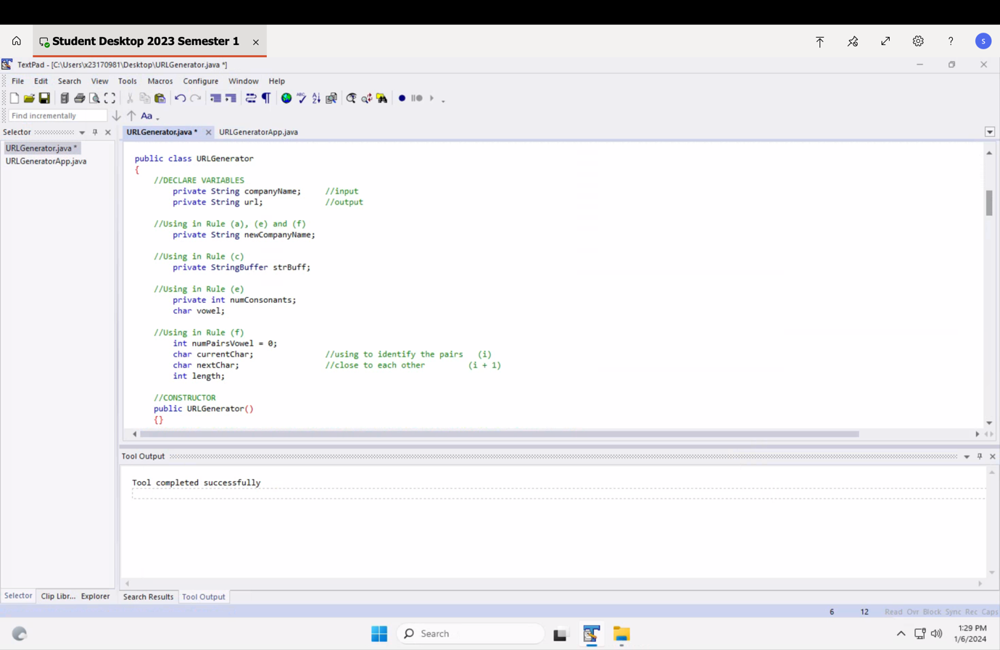 Student Desktop 2023 Semester 1
? S
TextPad - [C:\Users\x23170981\Desktop\URLGenerator.java *]
File Edit Search View Tools Macros Configure Window Help
Find incrementally Aa
Selector
URLGenerator.java * URLGeneratorApp.java
URLGenerator.java *
URLGeneratorApp.java
public class URLGenerator
{
//DECLARE VARIABLES
private String companyName; //input
private String url; //output
//Using in Rule (a), (e) and (f)
private String newCompanyName;
//Using in Rule (c)
private StringBuffer strBuff;
//Using in Rule (e)
private int numConsonants;
char vowel;
//Using in Rule (f)
int numPairsVowel = 0;
char currentChar; //using to identify the pairs (i)
char nextChar; //close to each other (i + 1)
int length;
//CONSTRUCTOR
public URLGenerator()
{}
Tool Output
Tool completed successfully
Selector Clip Libr... Explorer
Search Results Tool Output
6 12 Read Ovr Block Sync Rec Caps
Search
1:29 PM
1/6/2024